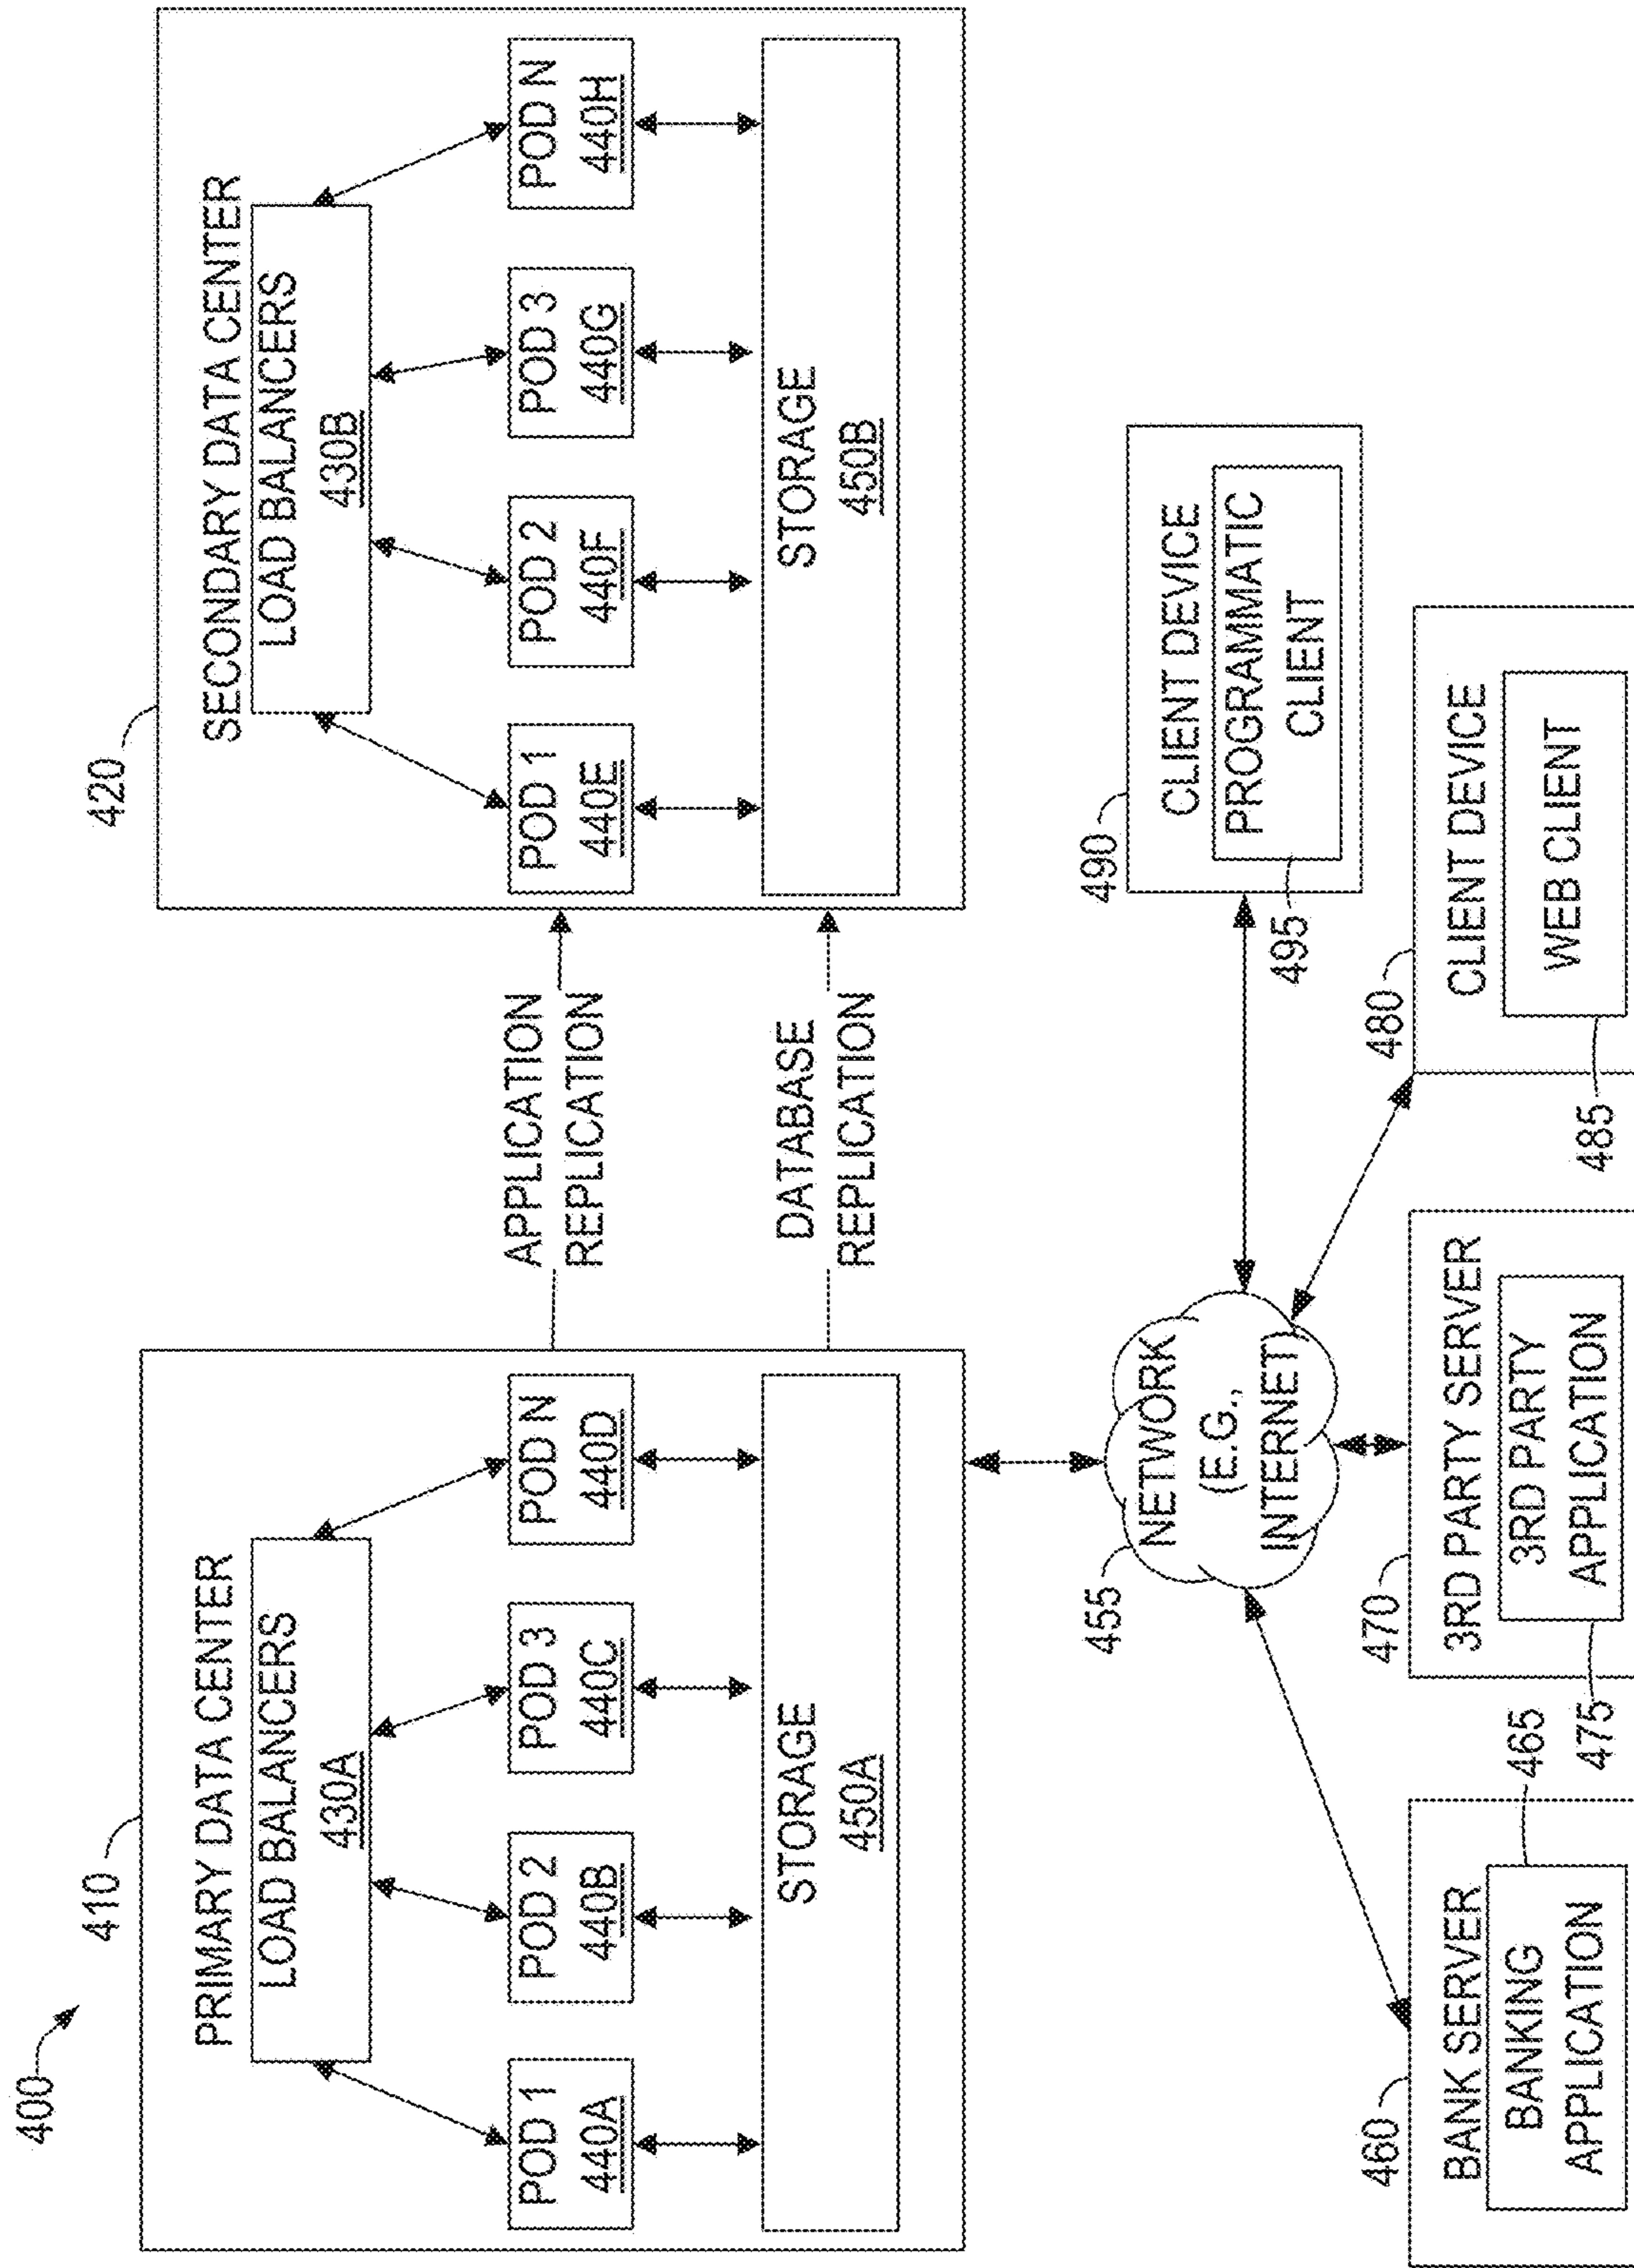 400
410
PRIMARY DATA CENTER
LOAD BALANCERS
430A
POD 1
440A
POD 2
440B
POD 3
440C
POD N
440D
STORAGE
450A
APPLICATION
REPLICATION
DATABASE
REPLICATION
420
SECONDARY DATA CENTER
LOAD BALANCERS
430B
POD 1
440E
POD 2
440F
POD 3
440G
POD N
440H
STORAGE
450B
455
NETWORK
(E.G.,
INTERNET)
460
BANK SERVER
BANKING
APPLICATION
465
470
3RD PARTY SERVER
3RD PARTY
APPLICATION
475
480
CLIENT DEVICE
WEB CLIENT
485
490
CLIENT DEVICE
PROGRAMMATIC
CLIENT
495